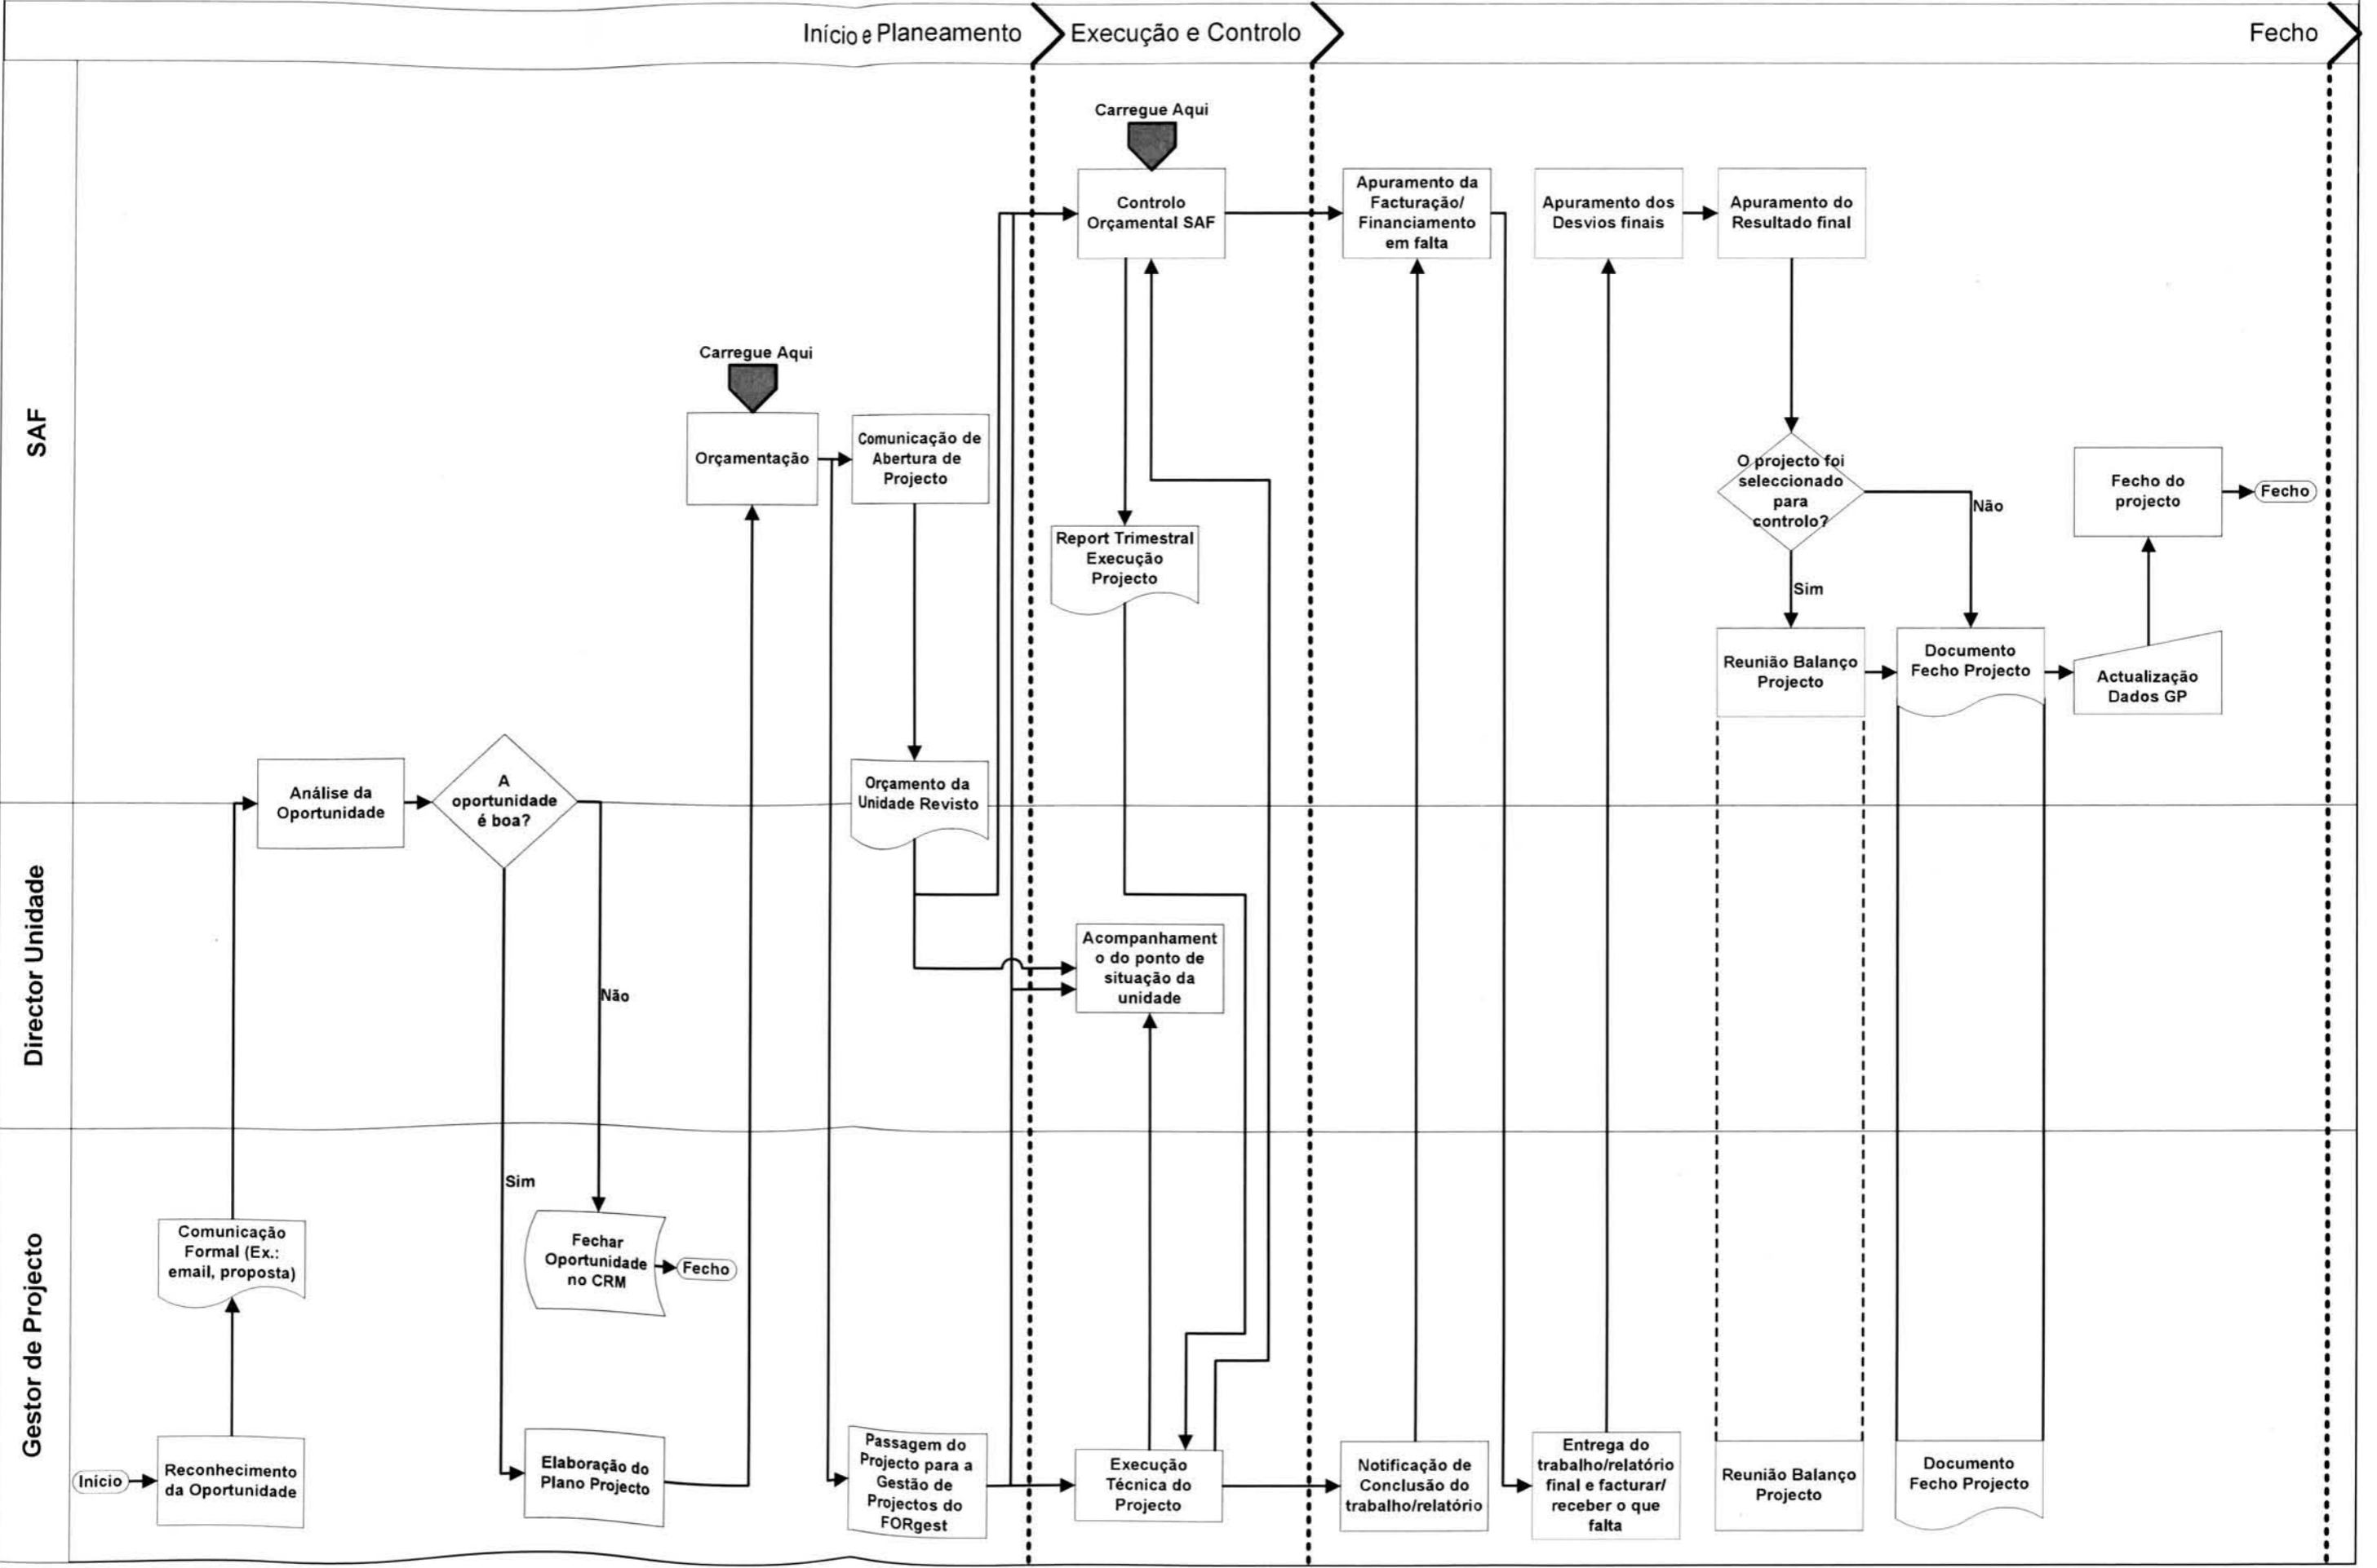 Início e Planeamento
Execução e Controlo
Fecho
SAF
Director Unidade
Gestor de Projecto
Início
Reconhecimento
da Oportunidade
Comunicação
Formal (Ex.:
email, proposta)
Análise da
Oportunidade
A
oportunidade
é boa?
Não
Sim
Fechar
Oportunidade
no CRM
Fecho
Elaboração do
Plano Projecto
Carregue Aqui
Orçamentação
Comunicação de
Abertura de
Projecto
Orçamento da
Unidade Revisto
Passagem do
Projecto para a
Gestão de
Projectos do
FORgest
Carregue Aqui
Controlo
Orçamental SAF
Report Trimestral
Execução
Projecto
Acompanhament
o do ponto de
situação da
unidade
Execução
Técnica do
Projecto
Apuramento da
Facturação/
Financiamento
em falta
Notificação de
Conclusão do
trabalho/relatório
Apuramento dos
Desvios finais
Entrega do
trabalho/relatório
final e facturar/
receber o que
falta
Apuramento do
Resultado final
O projecto foi
seleccionado
para
controlo?
Não
Sim
Reunião Balanço
Projecto
Documento
Fecho Projecto
Actualização
Dados GP
Fecho do
projecto
Fecho
Reunião Balanço
Projecto
Documento
Fecho Projecto